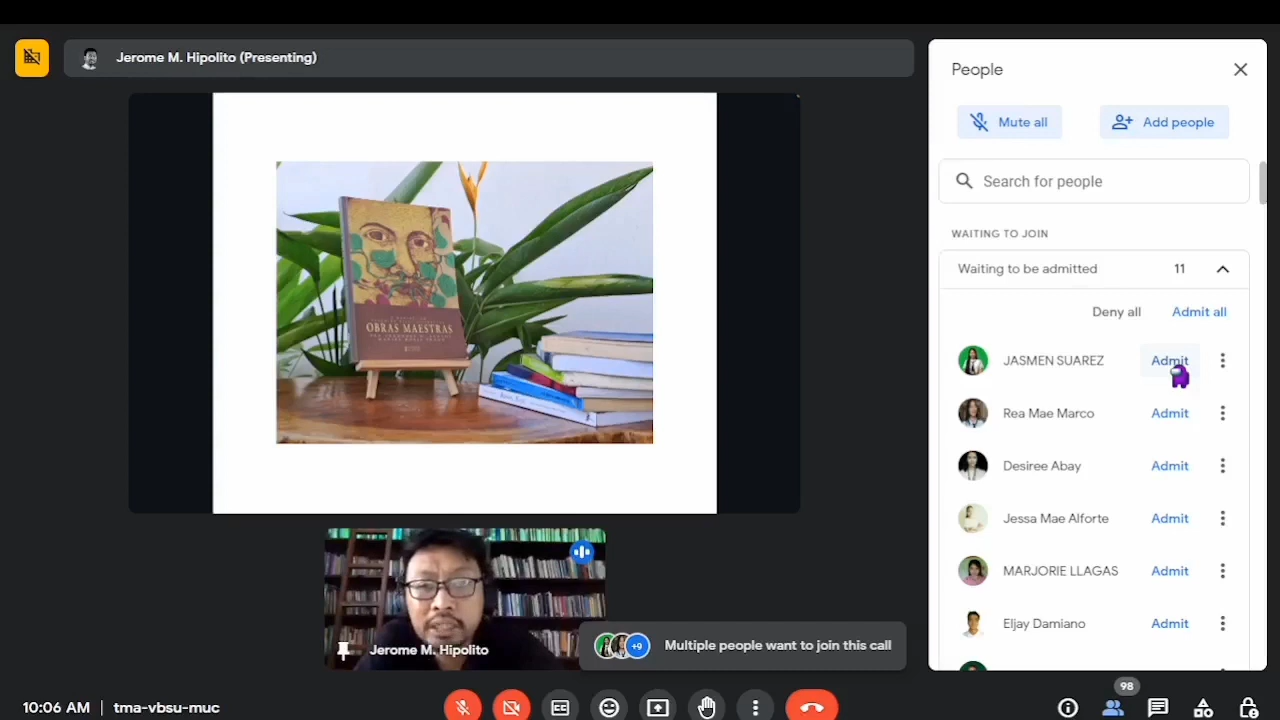 Jerome M. Hipolito (Presenting)
OBRAS MAESTRAS
Jerome M. Hipolito
+9
Multiple people want to join this call
10:06 AM | tma-vbsu-muc
People
Mute all
Add people
Search for people
WAITING TO JOIN
Waiting to be admitted 11
Deny all Admit all
JASMEN SUAREZ Admit
Rea Mae Marco Admit
Desiree Abay Admit
Jessa Mae Alforte Admit
MARJORIE LLAGAS Admit
Eljay Damiano Admit
98